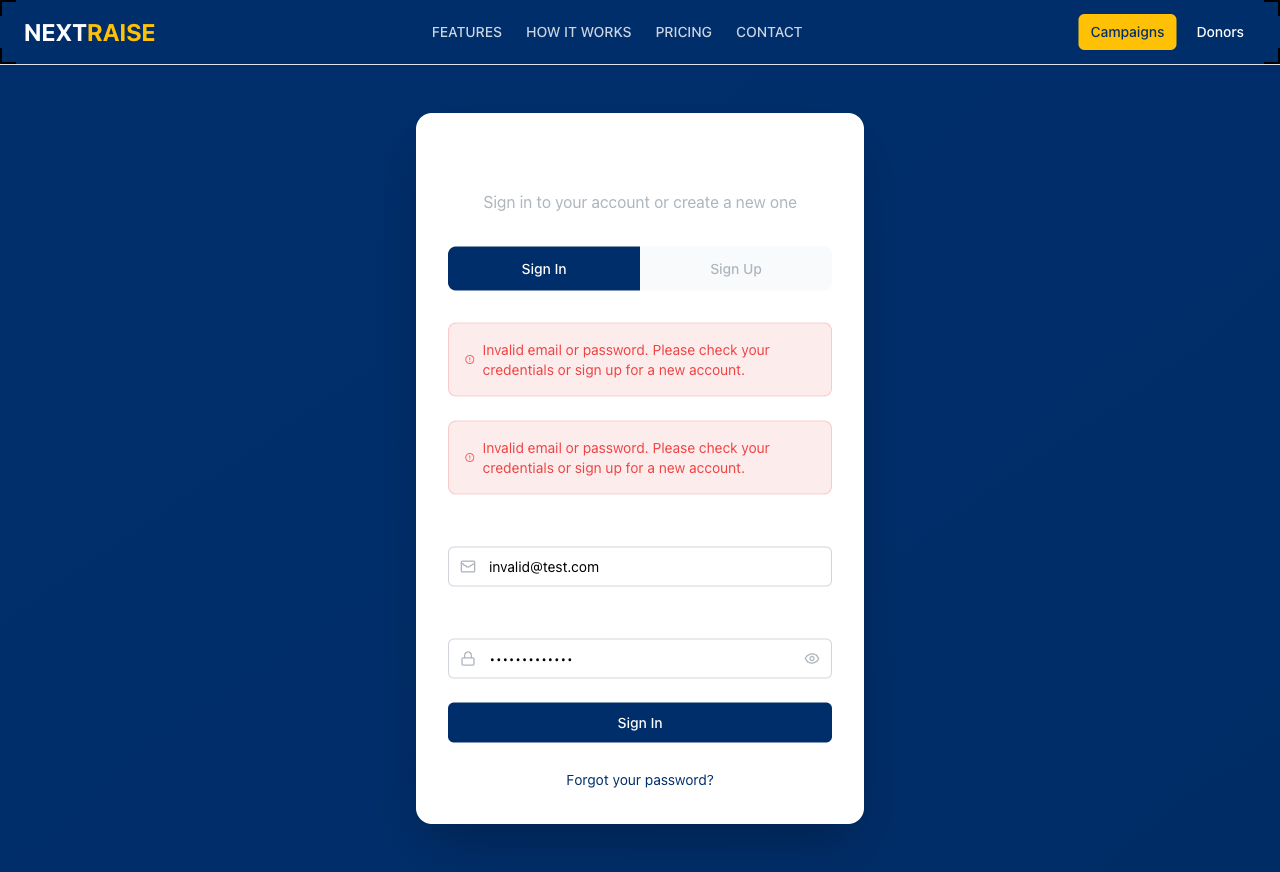 NEXTRAISE
FEATURES
HOW IT WORKS
PRICING
CONTACT
Campaigns
Donors
Sign in to your account or create a new one
Sign In
Sign Up
Invalid email or password. Please check your
credentials or sign up for a new account.
Invalid email or password. Please check your
credentials or sign up for a new account.
invalid@test.com
•••••••••••••
Sign In
Forgot your password?